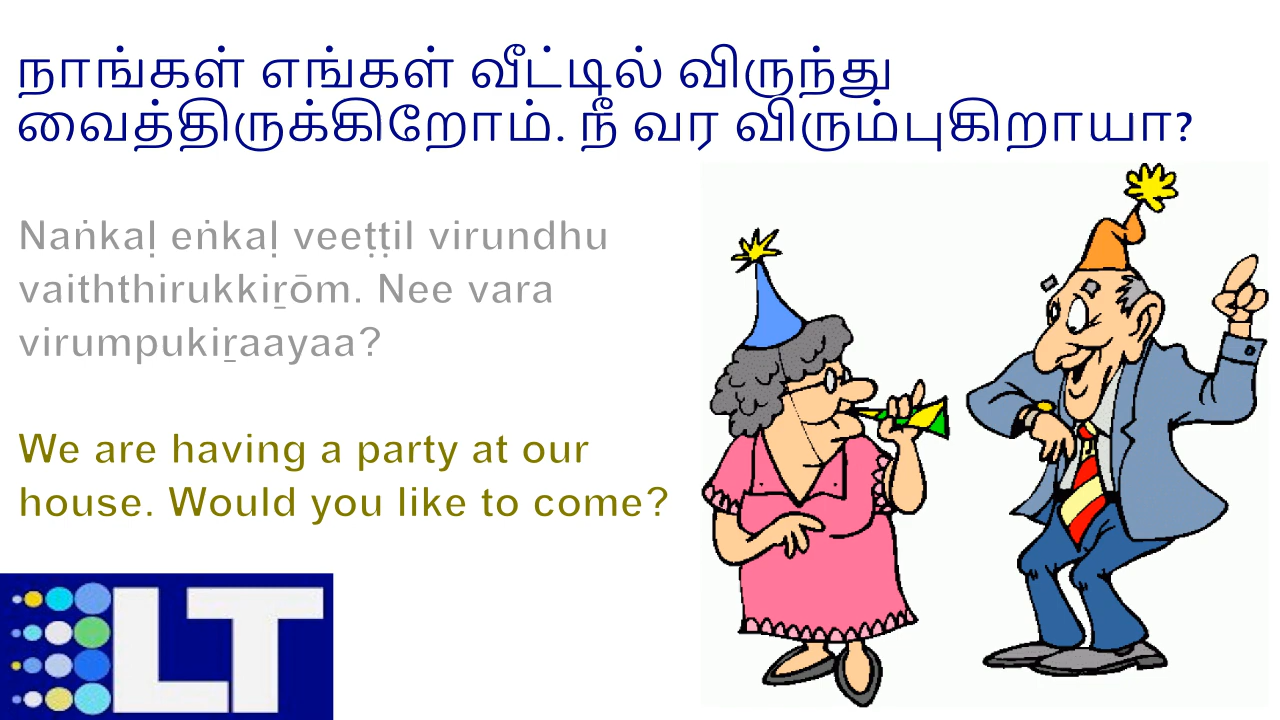 நாங்கள் எங்கள் வீட்டில் விருந்து
வைத்திருக்கிறோம். நீ வர விரும்புகிறாயா?
Naṅkaḷ eṅkaḷ veeṭṭil virundhu
vaiththirukkiṟōm. Nee vara
virumpukiṟaayaa?
We are having a party at our
house. Would you like to come?
LT